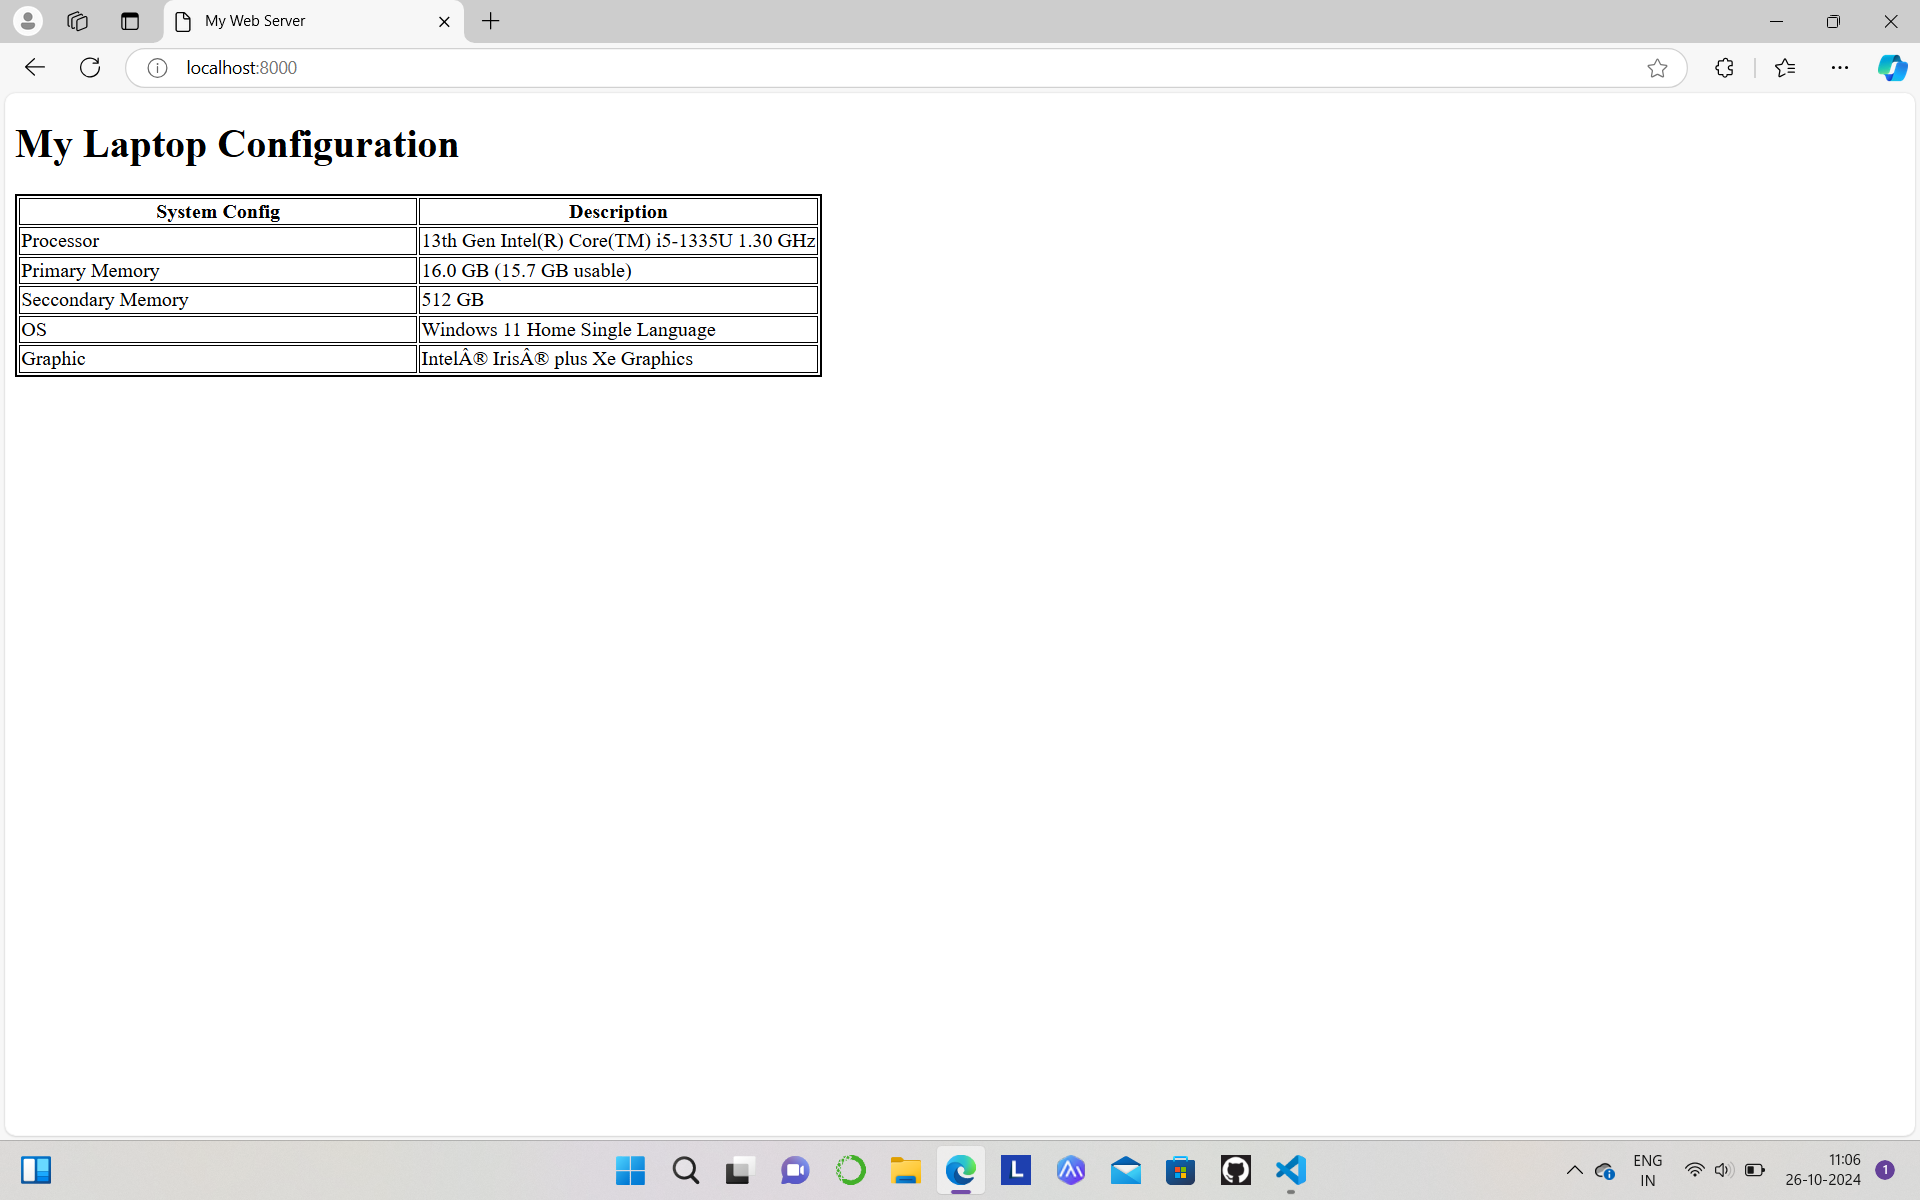 My Web Server
localhost:8000
My Laptop Configuration
System Config Description
Processor 13th Gen Intel(R) Core(TM) i5-1335U 1.30 GHz
Primary Memory 16.0 GB (15.7 GB usable)
Seccondary Memory 512 GB
OS Windows 11 Home Single Language
Graphic IntelÂ® IrisÂ® plus Xe Graphics
L
ENG
IN
11:06
26-10-2024
1